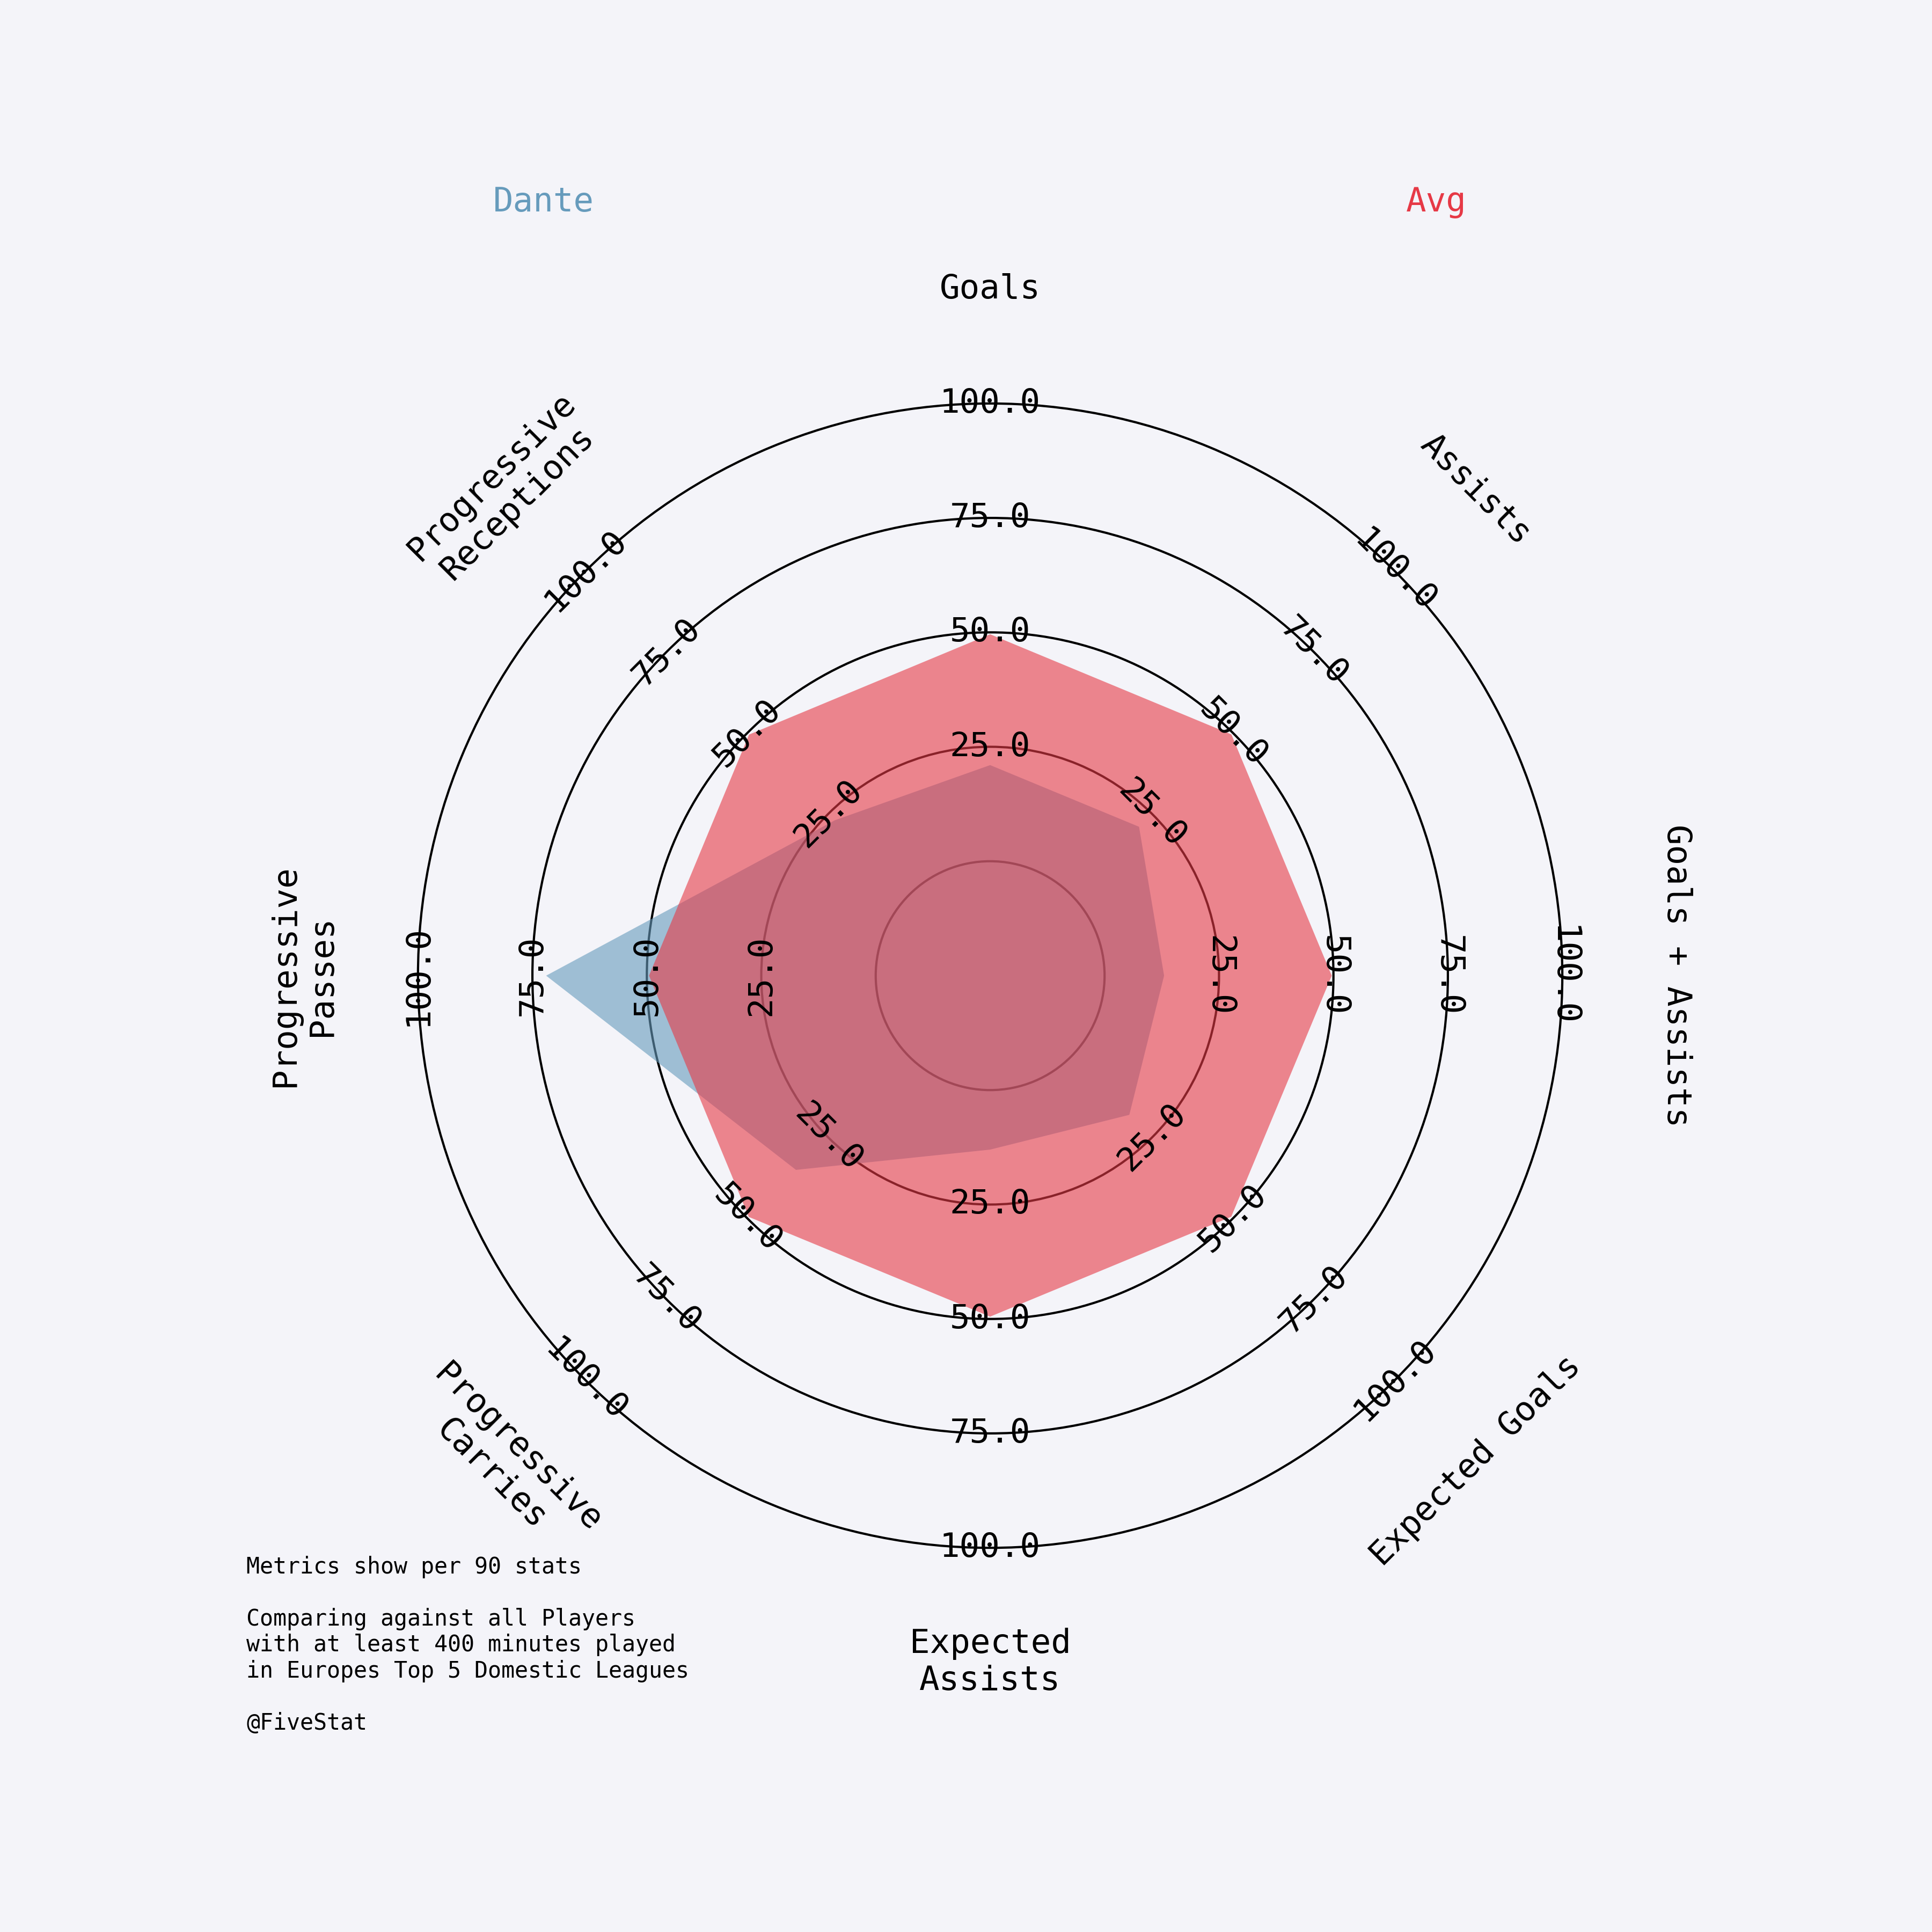 Dante
Avg
Goals
Assists
Goals + Assists
Expected Goals
Expected
Assists
Progressive
Carries
Progressive
Passes
Progressive
Receptions
25.0
50.0
75.0
100.0
25.0
50.0
75.0
100.0
25.0
50.0
75.0
100.0
25.0
50.0
75.0
100.0
25.0
50.0
75.0
100.0
25.0
50.0
75.0
100.0
25.0
50.0
75.0
100.0
25.0
50.0
75.0
100.0
Metrics show per 90 stats
Comparing against all Players
with at least 400 minutes played
in Europes Top 5 Domestic Leagues
@FiveStat